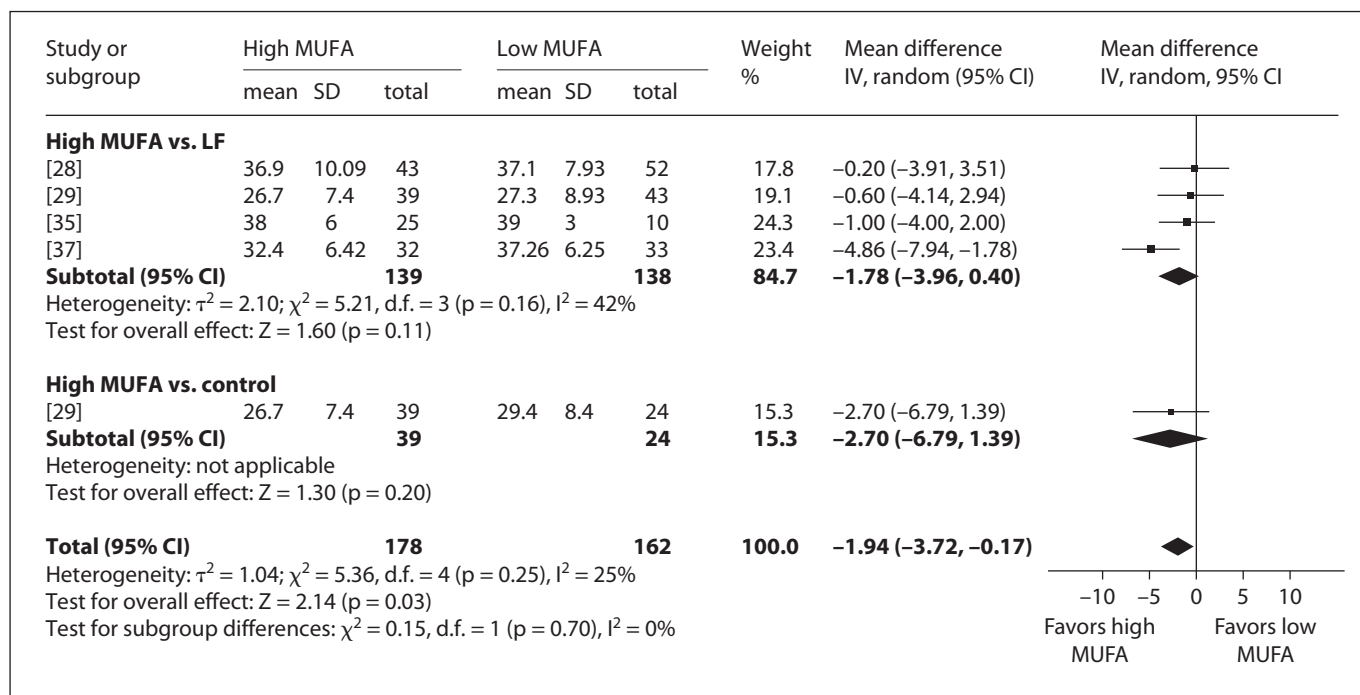 Study or subgroup High MUFA Low MUFA Weight % Mean difference IV, random (95% CI) Mean difference IV, random, 95% CI
mean SD total mean SD total
High MUFA vs. LF
[28] 36.9 10.09 43 37.1 7.93 52 17.8 –0.20 (–3.91, 3.51)
[29] 26.7 7.4 39 27.3 8.93 43 19.1 –0.60 (–4.14, 2.94)
[35] 38 6 25 39 3 10 24.3 –1.00 (–4.00, 2.00)
[37] 32.4 6.42 32 37.26 6.25 33 23.4 –4.86 (–7.94, –1.78)
Subtotal (95% CI) 139 138 84.7 –1.78 (–3.96, 0.40)
Heterogeneity: τ² = 2.10; χ² = 5.21, d.f. = 3 (p = 0.16), I² = 42%
Test for overall effect: Z = 1.60 (p = 0.11)
High MUFA vs. control
[29] 26.7 7.4 39 29.4 8.4 24 15.3 –2.70 (–6.79, 1.39)
Subtotal (95% CI) 39 24 15.3 –2.70 (–6.79, 1.39)
Heterogeneity: not applicable
Test for overall effect: Z = 1.30 (p = 0.20)
Total (95% CI) 178 162 100.0 –1.94 (–3.72, –0.17)
Heterogeneity: τ² = 1.04; χ² = 5.36, d.f. = 4 (p = 0.25), I² = 25%
Test for overall effect: Z = 2.14 (p = 0.03)
Test for subgroup differences: χ² = 0.15, d.f. = 1 (p = 0.70), I² = 0%
–10 –5 0 5 10
Favors high MUFA Favors low MUFA